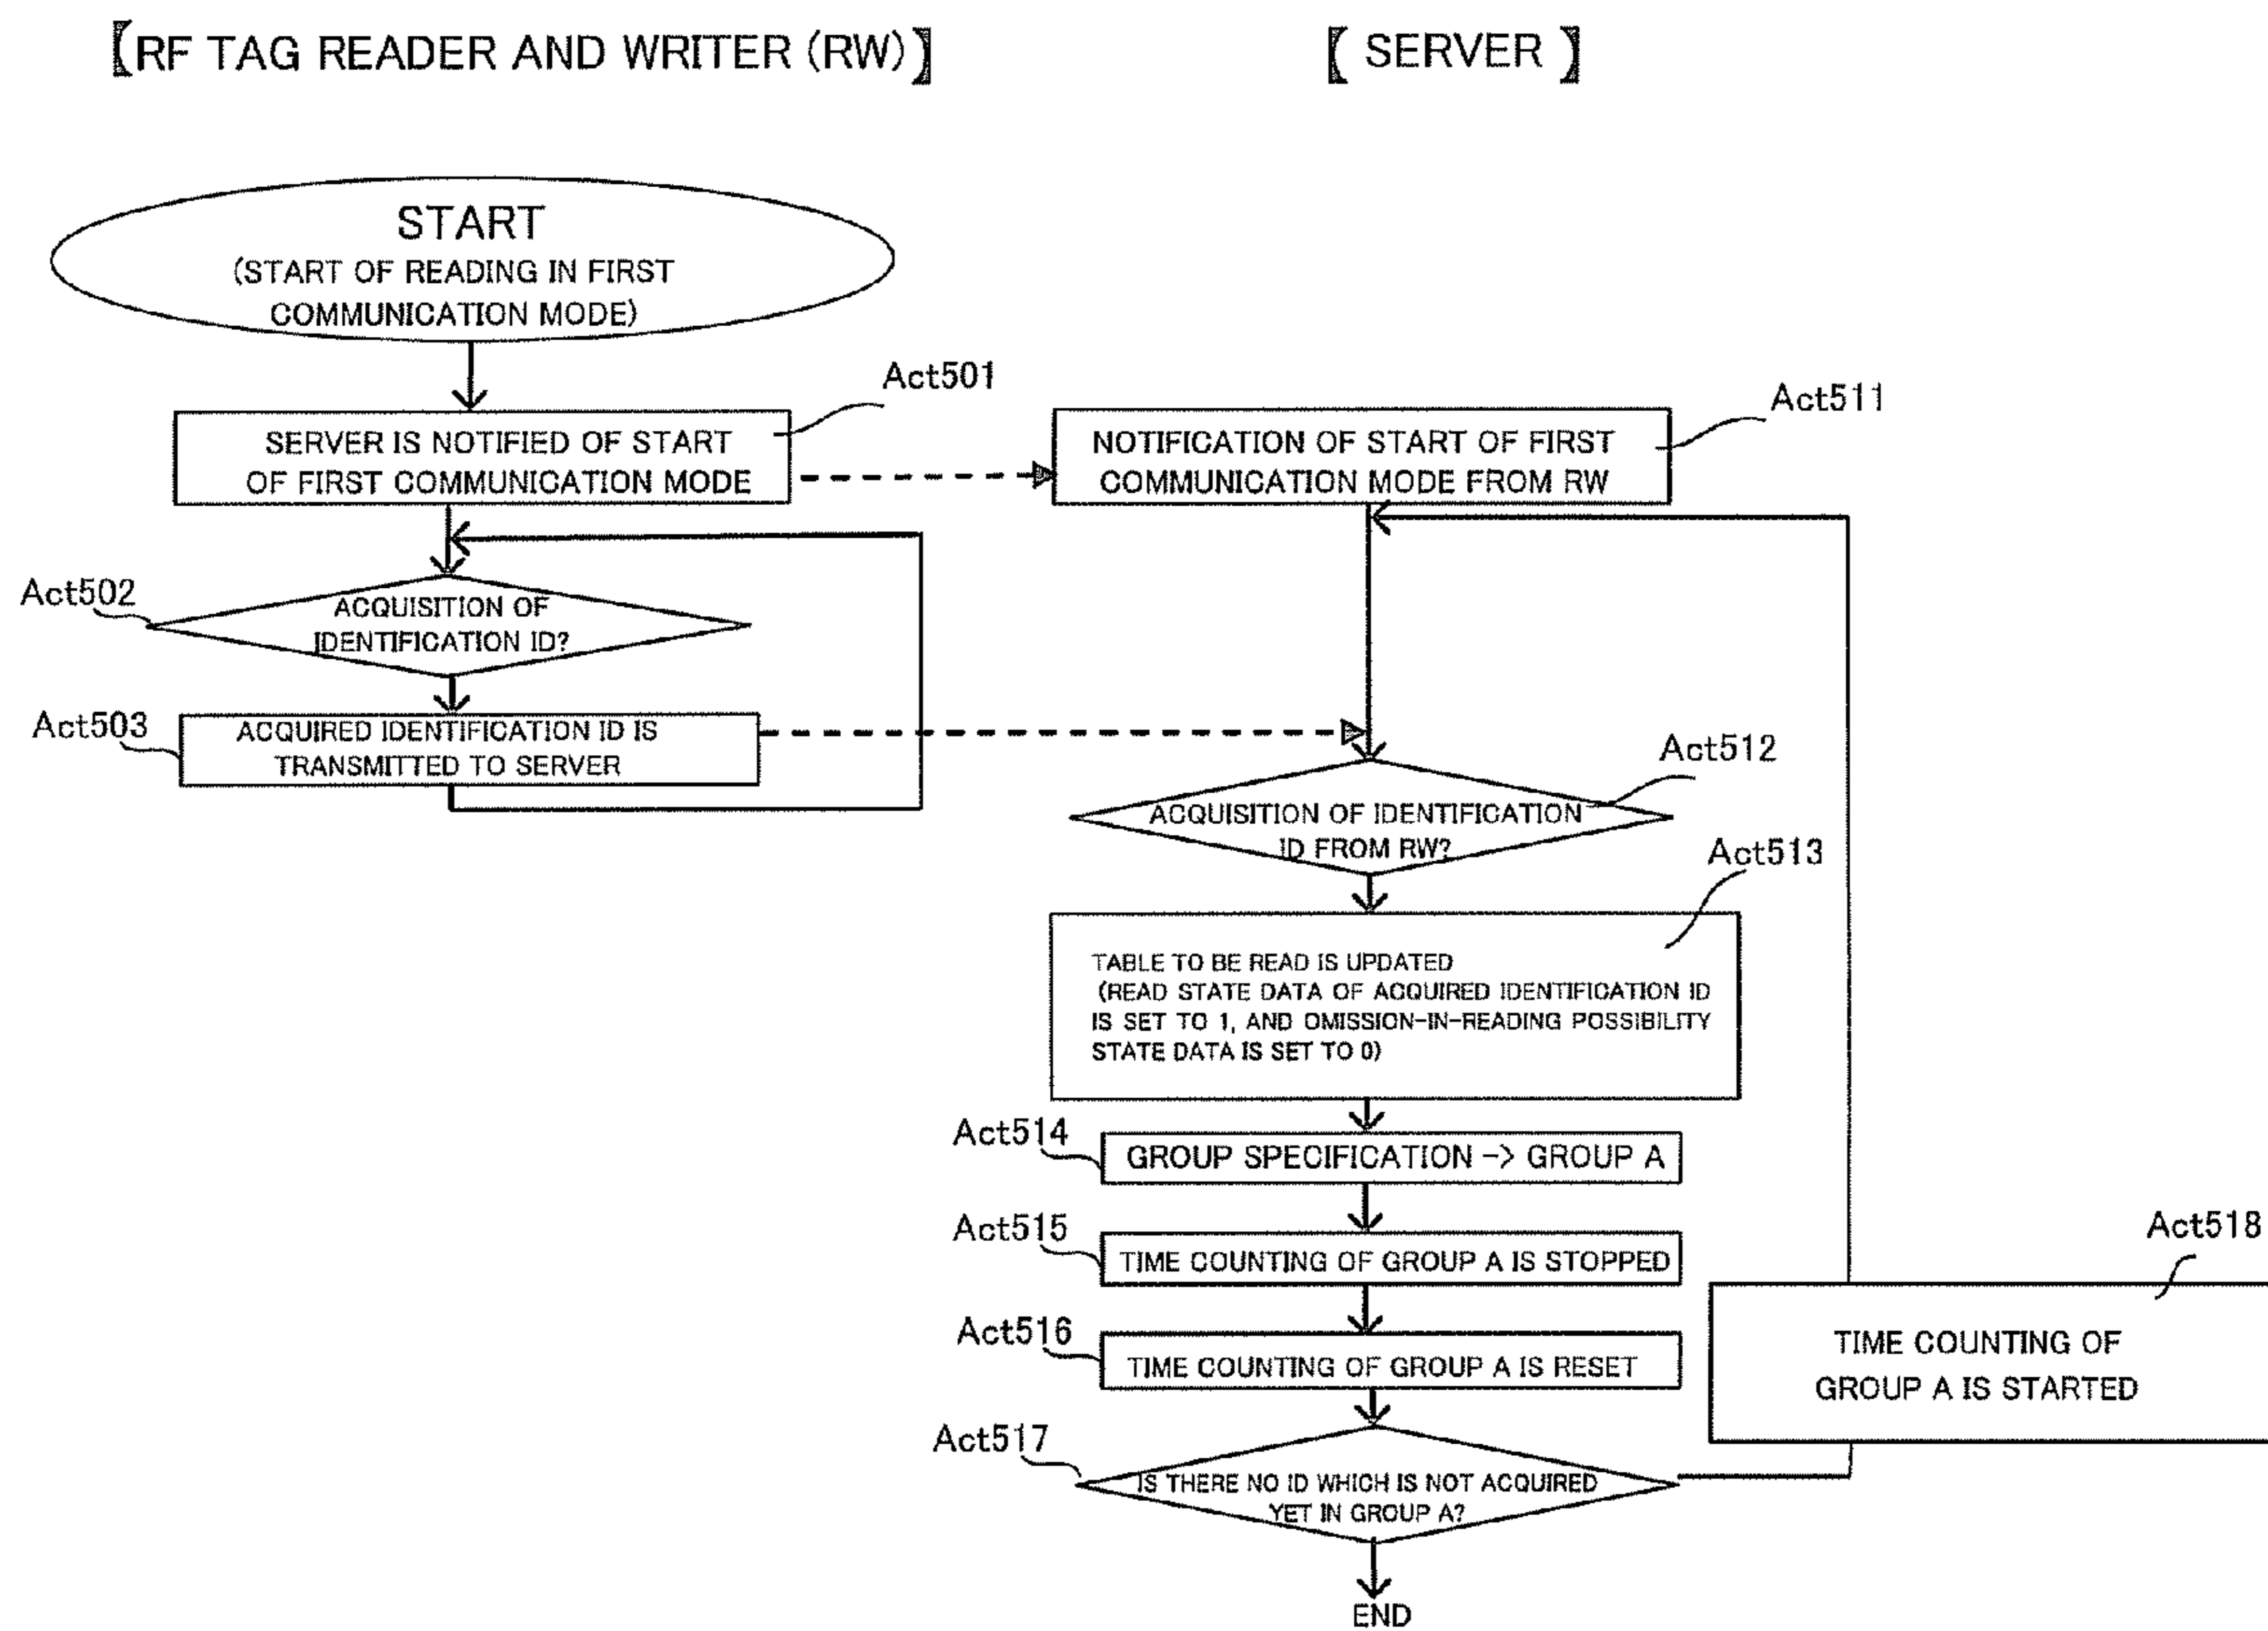 【RF TAG READER AND WRITER (RW)】
【 SERVER 】
START
(START OF READING IN FIRST
COMMUNICATION MODE)
Act501
SERVER IS NOTIFIED OF START
OF FIRST COMMUNICATION MODE
Act511
NOTIFICATION OF START OF FIRST
COMMUNICATION MODE FROM RW
Act502
ACQUISITION OF
IDENTIFICATION ID?
Act503
ACQUIRED IDENTIFICATION ID IS
TRANSMITTED TO SERVER
Act512
ACQUISITION OF IDENTIFICATION
ID FROM RW?
Act513
TABLE TO BE READ IS UPDATED
(READ STATE DATA OF ACQUIRED IDENTIFICATION ID
IS SET TO 1, AND OMISSION-IN-READING POSSIBILITY
STATE DATA IS SET TO 0)
Act514
GROUP SPECIFICATION -> GROUP A
Act515
TIME COUNTING OF GROUP A IS STOPPED
Act516
TIME COUNTING OF GROUP A IS RESET
Act518
TIME COUNTING OF
GROUP A IS STARTED
Act517
IS THERE NO ID WHICH IS NOT ACQUIRED
YET IN GROUP A?
END